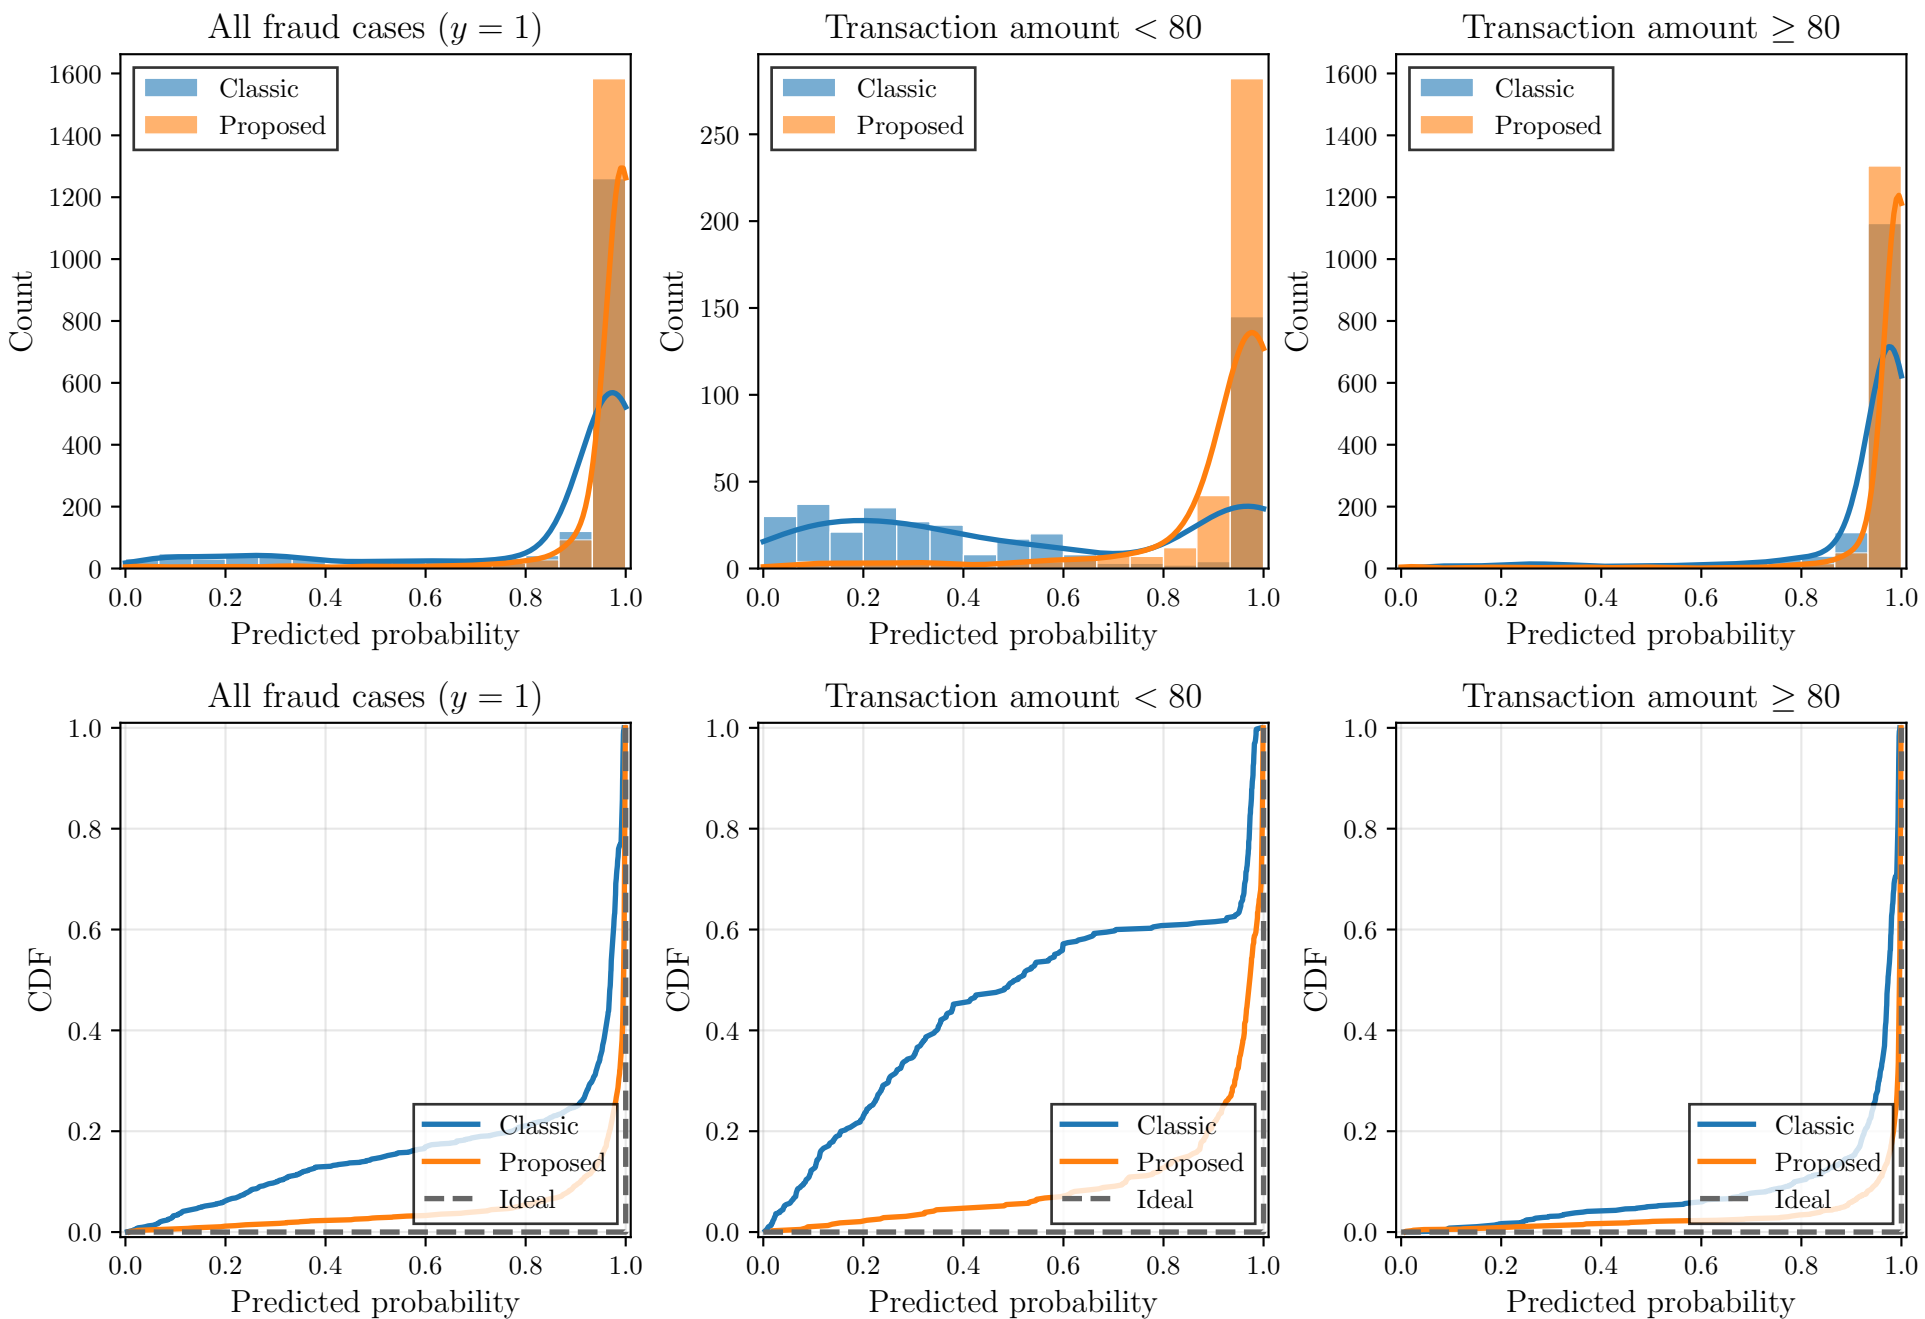 All fraud cases (y = 1)
Count
1600
1400
1200
1000
800
600
400
200
0
Classic
Proposed
0.0 0.2 0.4 0.6 0.8 1.0
Predicted probability
Transaction amount < 80
Count
250
200
150
100
50
0
Classic
Proposed
0.0 0.2 0.4 0.6 0.8 1.0
Predicted probability
Transaction amount ≥ 80
Count
1600
1400
1200
1000
800
600
400
200
0
Classic
Proposed
0.0 0.2 0.4 0.6 0.8 1.0
Predicted probability
All fraud cases (y = 1)
CDF
1.0
0.8
0.6
0.4
0.2
0.0
Classic
Proposed
Ideal
0.0 0.2 0.4 0.6 0.8 1.0
Predicted probability
Transaction amount < 80
CDF
1.0
0.8
0.6
0.4
0.2
0.0
Classic
Proposed
Ideal
0.0 0.2 0.4 0.6 0.8 1.0
Predicted probability
Transaction amount ≥ 80
CDF
1.0
0.8
0.6
0.4
0.2
0.0
Classic
Proposed
Ideal
0.0 0.2 0.4 0.6 0.8 1.0
Predicted probability